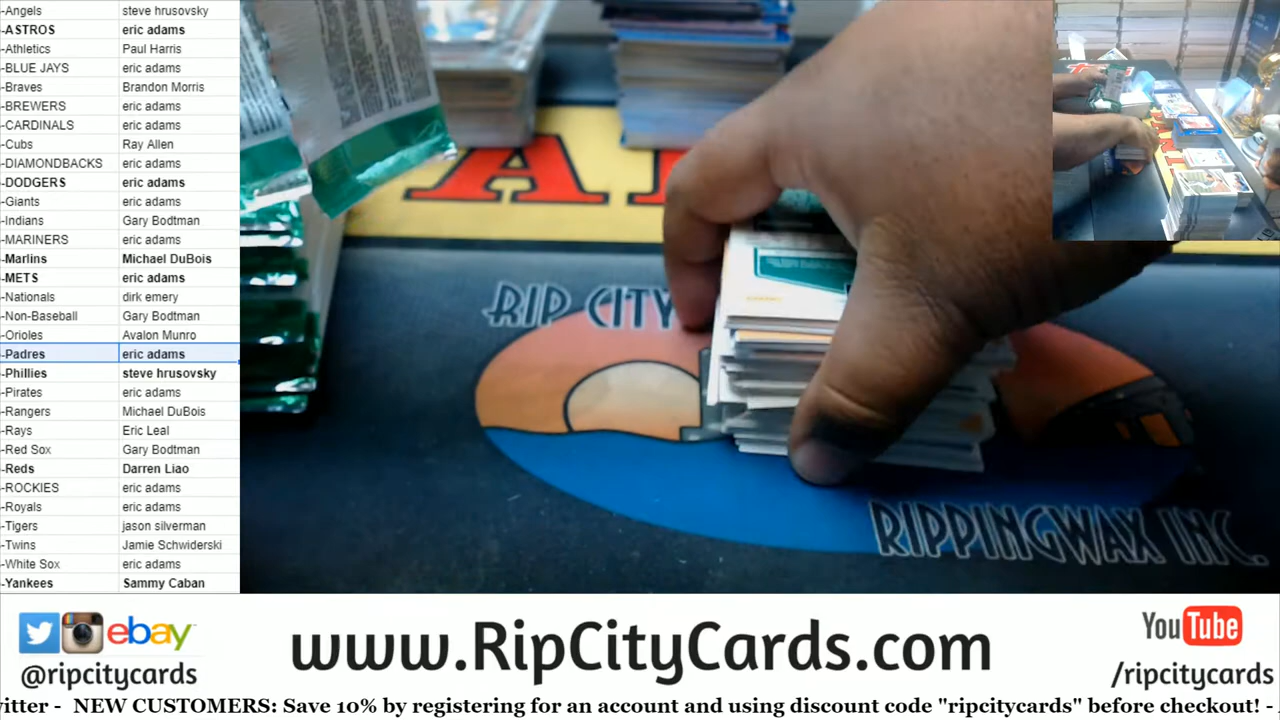 -Angels steve hrusovsky
-ASTROS eric adams
-Athletics Paul Harris
-BLUE JAYS eric adams
-Braves Brandon Morris
-BREWERS eric adams
-CARDINALS eric adams
-Cubs Ray Allen
-DIAMONDBACKS eric adams
-DODGERS eric adams
-Giants eric adams
-Indians Gary Bodtman
-MARINERS eric adams
-Marlins Michael DuBois
-METS eric adams
-Nationals dirk emery
-Non-Baseball Gary Bodtman
-Orioles Avalon Munro
-Padres eric adams
-Phillies steve hrusovsky
-Pirates eric adams
-Rangers Michael DuBois
-Rays Eric Leal
-Red Sox Gary Bodtman
-Reds Darren Liao
-ROCKIES eric adams
-Royals eric adams
-Tigers jason silverman
-Twins Jamie Schwiderski
-White Sox eric adams
-Yankees Sammy Caban
RIP CITY
RIPPINGWAX INC.
ebay
@ripcitycards
www.RipCityCards.com
YouTube
/ripcitycards
itter - NEW CUSTOMERS: Save 10% by registering for an account and using discount code "ripcitycards" before checkout! -